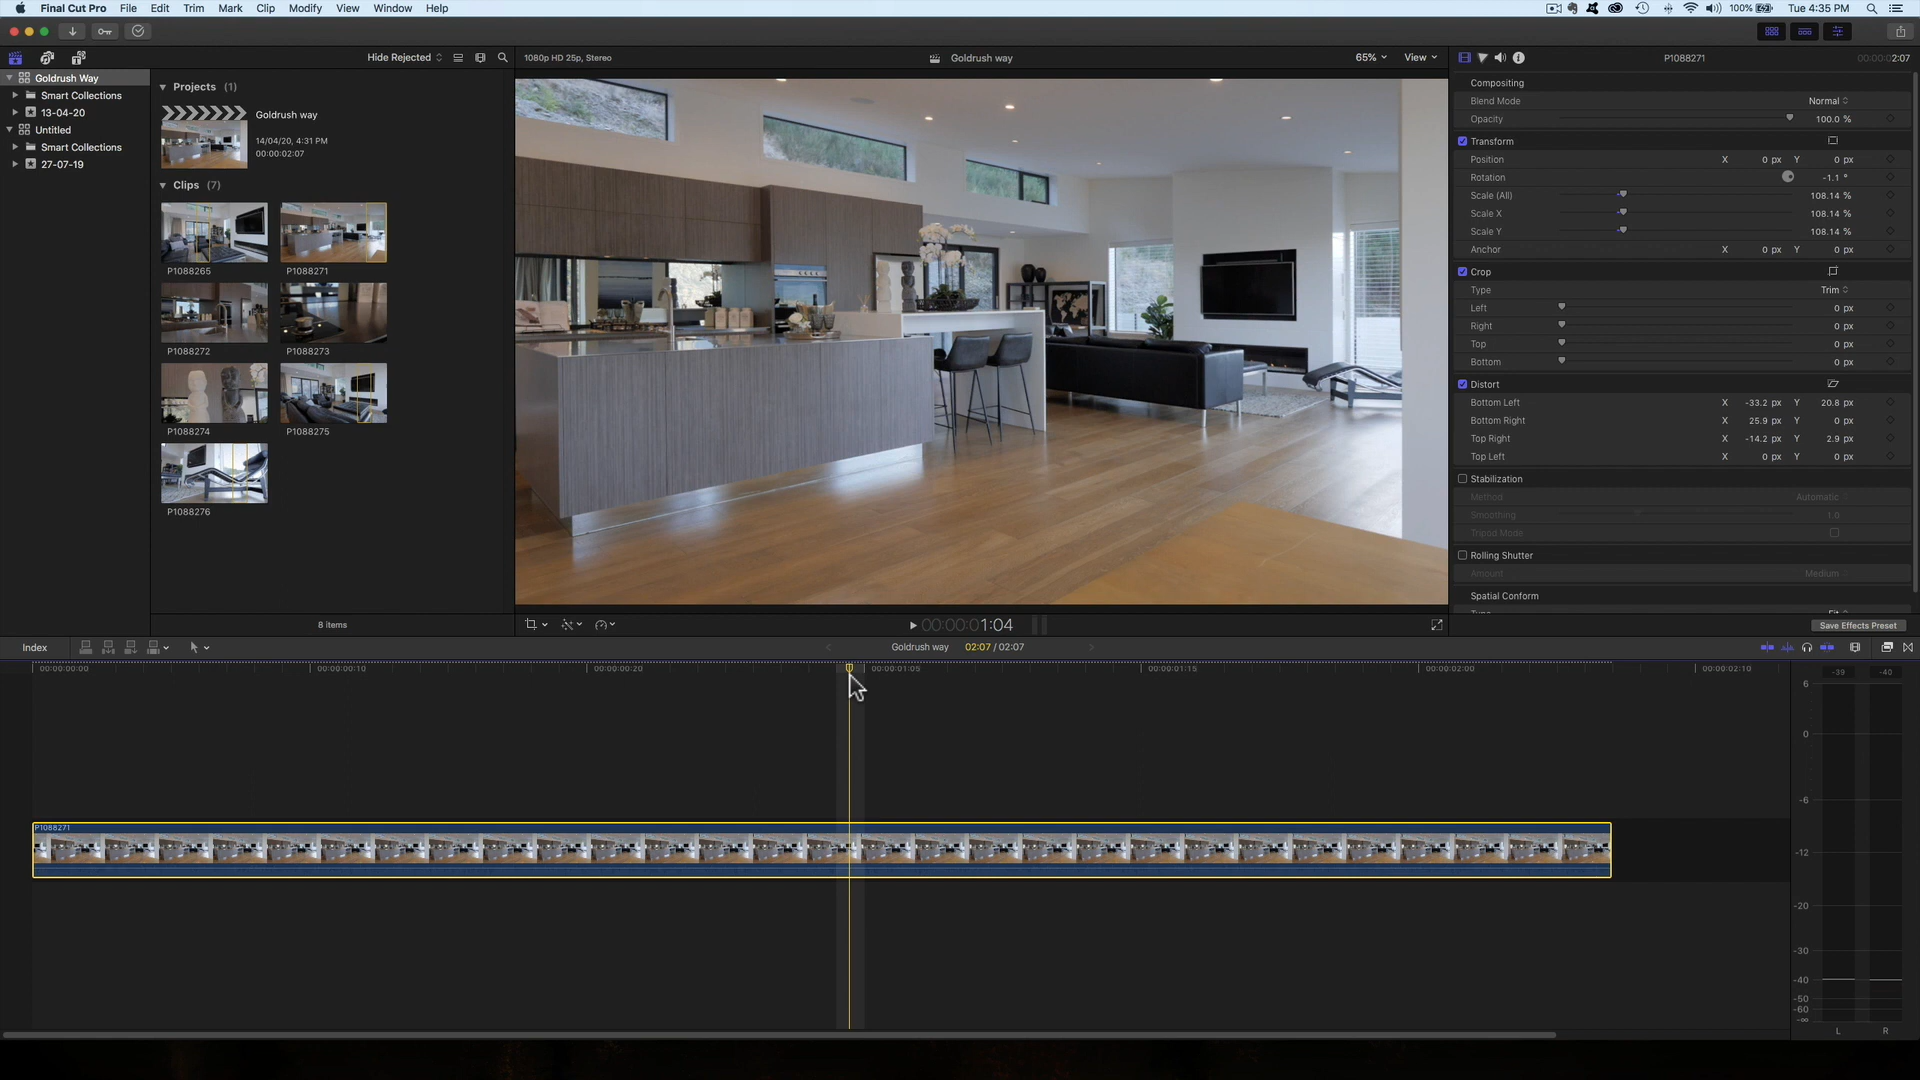 Final Cut Pro File Edit Trim Mark Clip Modify View Window Help 100% Tue 4:35 PM
Hide Rejected 1080p HD 25p, Stereo Goldrush way 65% View P1088271 00:00:02:07
Goldrush Way
Smart Collections
13-04-20
Untitled
Smart Collections
27-07-19
Projects (1)
Goldrush way
14/04/20, 4:31 PM
00:00:02:07
Clips (7)
P1088265 P1088271
P1088272 P1088273
P1088274 P1088275
P1088276
8 items
00:00:00:01:04
Compositing
Blend Mode Normal
Opacity 100.0 %
Transform
Position X 0 px Y 0 px
Rotation -1.1 °
Scale (All) 108.14 %
Scale X 108.14 %
Scale Y 108.14 %
Anchor X 0 px Y 0 px
Crop
Type Trim
Left 0 px
Right 0 px
Top 0 px
Bottom 0 px
Distort
Bottom Left X -33.2 px Y 20.8 px
Bottom Right X 25.9 px Y 0 px
Top Right X -14.2 px Y 2.9 px
Top Left X 0 px Y 0 px
Stabilization
Method Automatic
Smoothing 1.0
Tripod Mode
Rolling Shutter
Amount Medium
Spatial Conform
Type Fit
Save Effects Preset
Index Goldrush way 02:07 / 02:07
00:00:00:00 00:00:00:10 00:00:00:20 00:00:01:05 00:00:01:15 00:00:02:00 00:00:02:10
P1088271
-39 -40
6
0
-6
-12
-20
-30
-40
-50
-60
-∞
L R